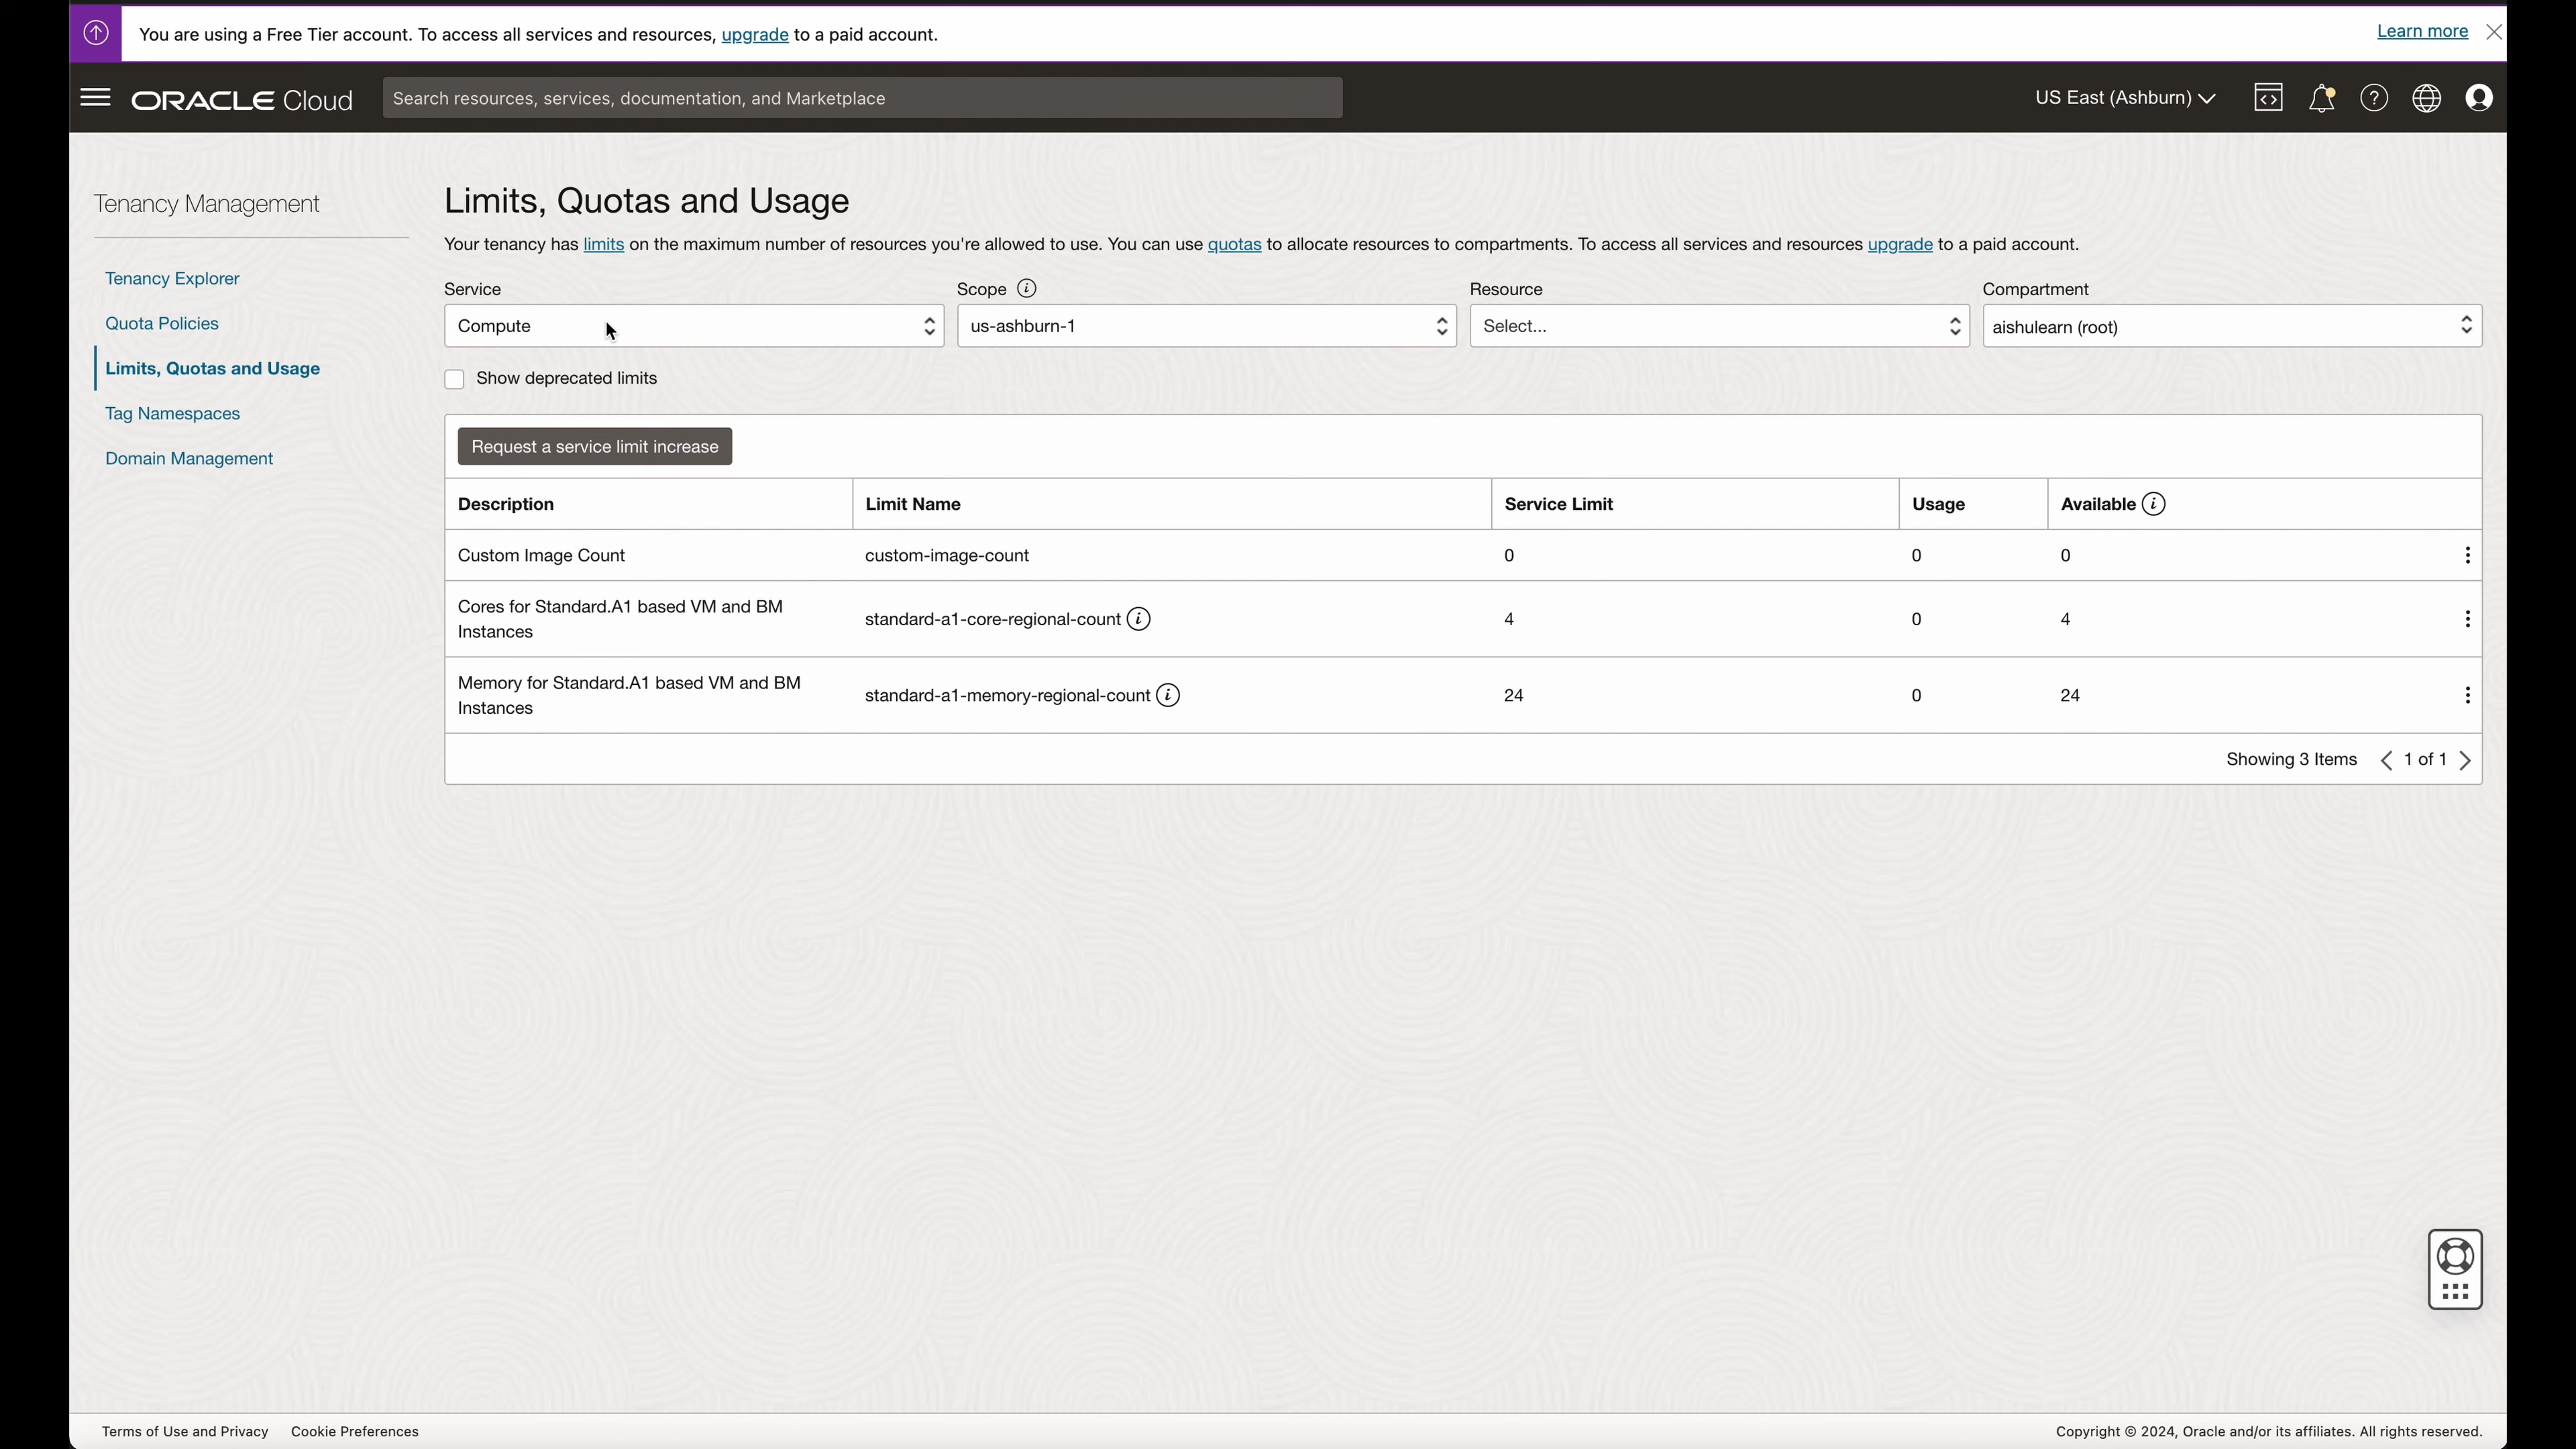 You are using a Free Tier account. To access all services and resources, upgrade to a paid account.
Learn more
ORACLE Cloud
Search resources, services, documentation, and Marketplace
US East (Ashburn)
Tenancy Management
Tenancy Explorer
Quota Policies
Limits, Quotas and Usage
Tag Namespaces
Domain Management
Limits, Quotas and Usage
Your tenancy has limits on the maximum number of resources you're allowed to use. You can use quotas to allocate resources to compartments. To access all services and resources upgrade to a paid account.
Service Scope Resource Compartment
Compute us-ashburn-1 Select... aishulearn (root)
Show deprecated limits
Request a service limit increase
Description Limit Name Service Limit Usage Available
Custom Image Count custom-image-count 0 0 0
Cores for Standard.A1 based VM and BM
Instances
standard-a1-core-regional-count 4 0 4
Memory for Standard.A1 based VM and BM
Instances
standard-a1-memory-regional-count 24 0 24
Showing 3 Items 1 of 1
Terms of Use and Privacy Cookie Preferences
Copyright © 2024, Oracle and/or its affiliates. All rights reserved.